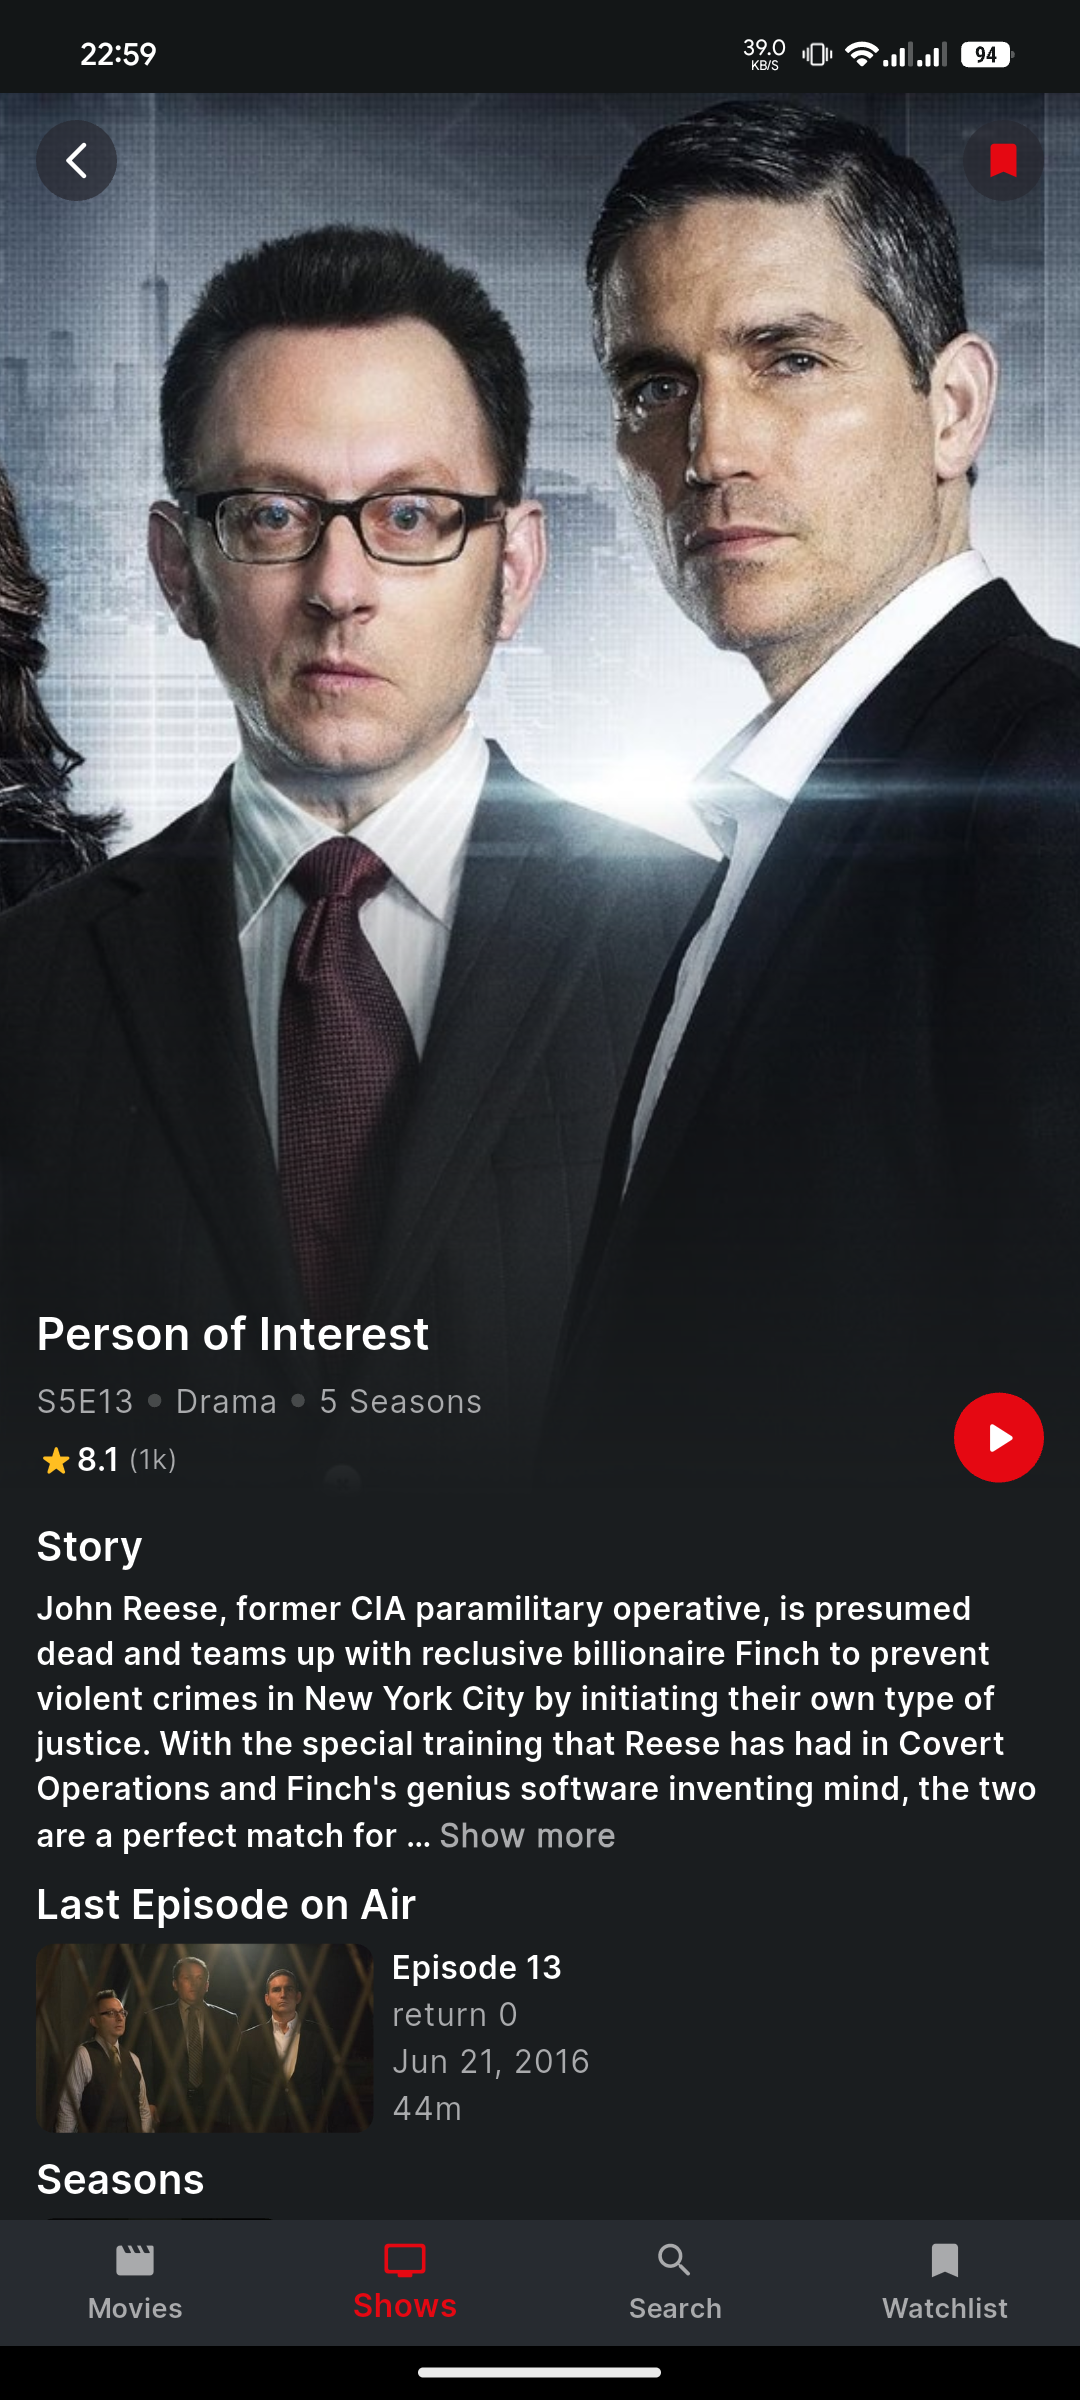 22:59
39.0
KB/S
94
Person of Interest
S5E13 • Drama • 5 Seasons
8.1 (1k)
Story
John Reese, former CIA paramilitary operative, is presumed
dead and teams up with reclusive billionaire Finch to prevent
violent crimes in New York City by initiating their own type of
justice. With the special training that Reese has had in Covert
Operations and Finch's genius software inventing mind, the two
are a perfect match for ... Show more
Last Episode on Air
Episode 13
return 0
Jun 21, 2016
44m
Seasons
Movies
Shows
Search
Watchlist